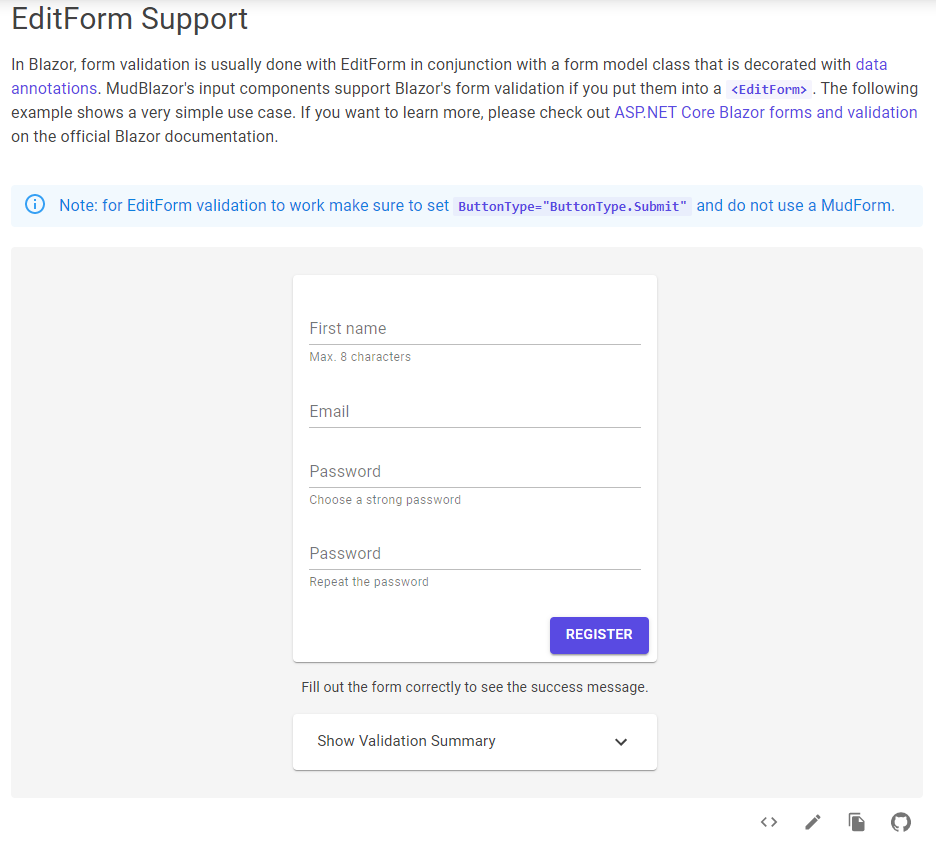 EditForm Support
In Blazor, form validation is usually done with EditForm in conjunction with a form model class that is decorated with data
annotations. MudBlazor's input components support Blazor's form validation if you put them into a <EditForm> . The following
example shows a very simple use case. If you want to learn more, please check out ASP.NET Core Blazor forms and validation
on the official Blazor documentation.
Note: for EditForm validation to work make sure to set ButtonType="ButtonType.Submit" and do not use a MudForm.
First name
Max. 8 characters
Email
Password
Choose a strong password
Password
Repeat the password
REGISTER
Fill out the form correctly to see the success message.
Show Validation Summary